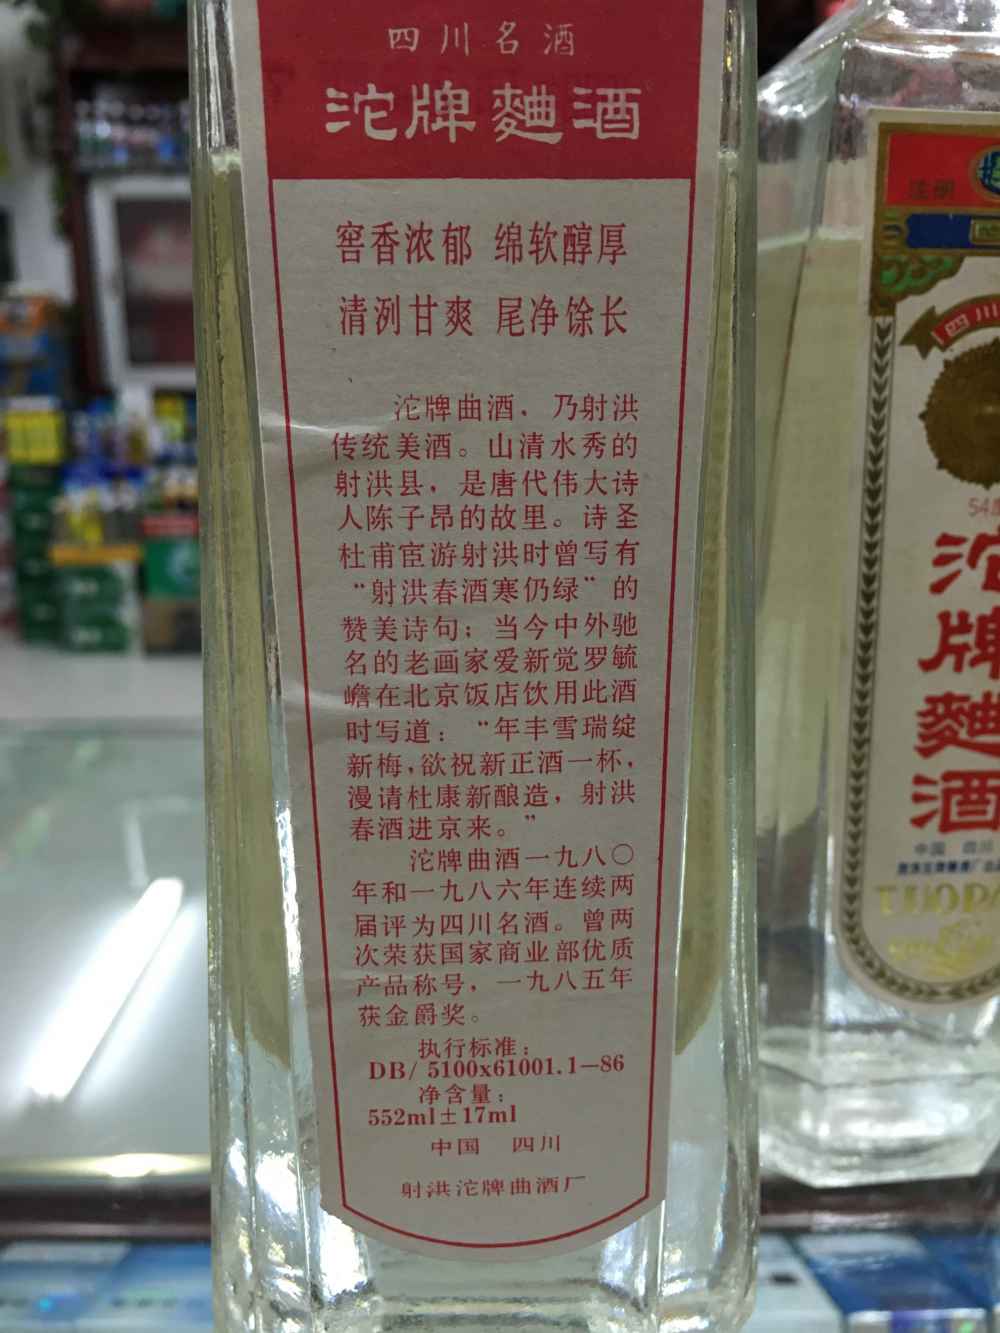 四川名酒
沱牌麯酒
窖香浓郁 绵软醇厚
清洌甘爽 尾净馀长
沱牌曲酒，乃射洪
传统美酒。山清水秀的
射洪县，是唐代伟大诗
人陈子昂的故里。诗圣
杜甫宦游射洪时曾写有
“射洪春酒寒仍绿”的
赞美诗句；当今中外驰
名的老画家爱新觉罗毓
嶦在北京饭店饮用此酒
时写道：“年丰雪瑞绽
新梅，欲祝新正酒一杯，
漫请杜康新酿造，射洪
春酒进京来。”
沱牌曲酒一九八〇
年和一九八六年连续两
届评为四川名酒。曾两
次荣获国家商业部优质
产品称号，一九八五年
获金爵奖。
执行标准：
DB/ 5100x61001.1—86
净含量：
552ml±17ml
中国 四川
射洪沱牌曲酒厂
注册
四川
54
沱牌麯酒
中国 四川
TUOPA